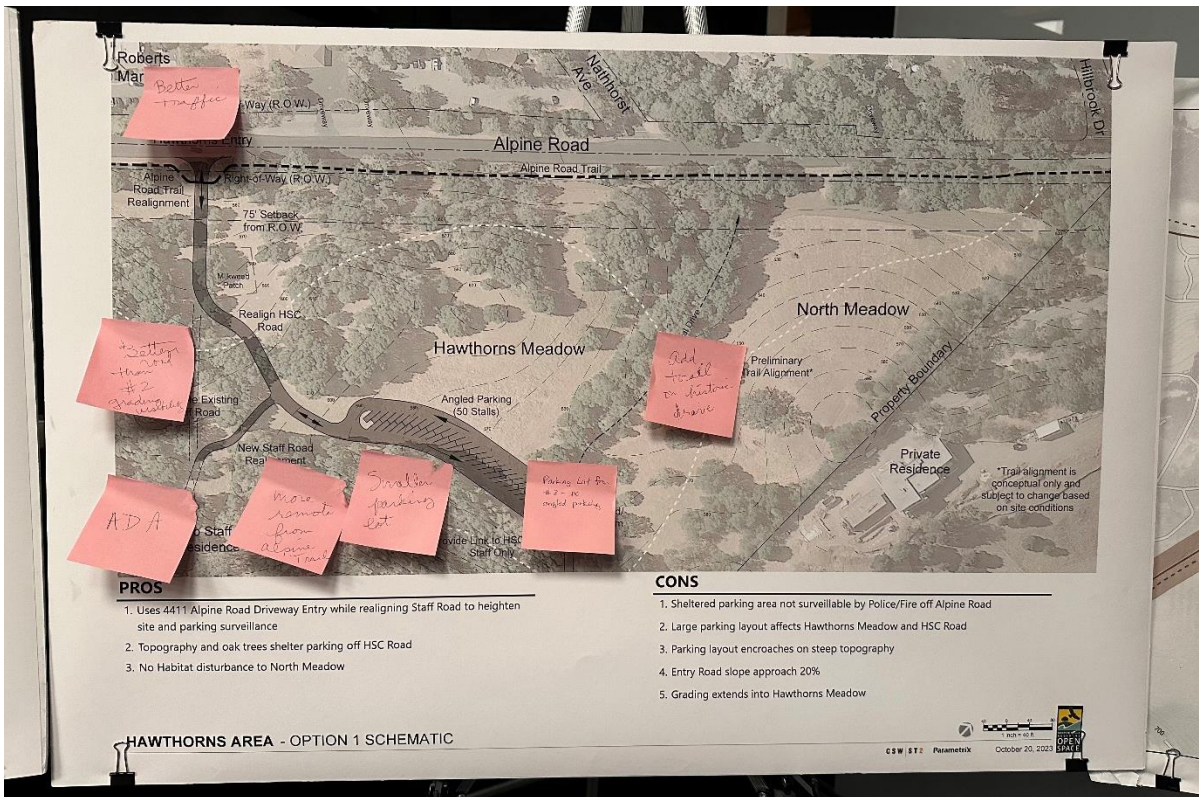 Roberts
Better
traffic
-Way (R.O.W.)
Driveway
Driveway
Nathhorst
Ave
Hillbrook Dr
Hawthorns Entry
Alpine Road
Alpine Road Trail
Alpine
Road Trail
Realignment
Right-of-Way (R.O.W.)
75' Setback
from R.O.W.
Milkweed
Patch
Realign HSC
Road
Hawthorns Meadow
North Meadow
Better
road
than
#2
grading
e Existing
ff Road
Add
trail
on historic
drave
Preliminary
Trail Alignment*
Property Boundary
Angled Parking
(50 Stalls)
New Staff Road
Private
Residence
*Trail alignment is
conceptual only and
subject to change based
on site conditions
ADA
o Staff
esidence
more
remote
from
alpine
Trail
Smaller
parking
lot
ovide Link to HSC
Staff Only
Parking Lot for
#2
angled parking
PROS
1. Uses 4411 Alpine Road Driveway Entry while realigning Staff Road to heighten
site and parking surveillance
2. Topography and oak trees shelter parking off HSC Road
3. No Habitat disturbance to North Meadow
CONS
1. Sheltered parking area not surveillable by Police/Fire off Alpine Road
2. Large parking layout affects Hawthorns Meadow and HSC Road
3. Parking layout encroaches on steep topography
4. Entry Road slope approach 20%
5. Grading extends into Hawthorns Meadow
HAWTHORNS AREA - OPTION 1 SCHEMATIC
1 inch = 40 ft
CSW|ST2 Parametrix October 20, 2023
OPEN
SPACE